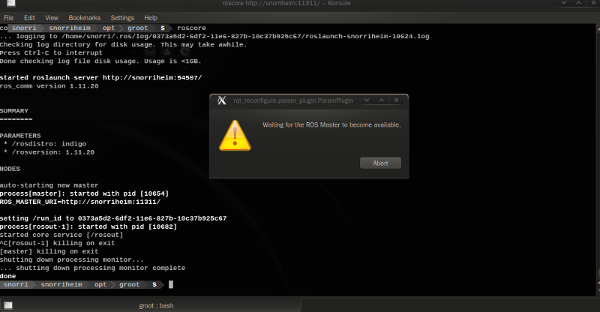 roscore http://snorriheim:11311/ – Konsole
File Edit View Bookmarks Settings Help
snorri snorriheim opt groot $ roscore
... logging to /home/snorri/.ros/log/0373a5d2-6df2-11e6-827b-10c37b925c67/roslaunch-snorriheim-10624.log
Checking log directory for disk usage. This may take awhile.
Press Ctrl-C to interrupt
Done checking log file disk usage. Usage is <1GB.
started roslaunch server http://snorriheim:54587/
ros_comm version 1.11.20
SUMMARY
========
PARAMETERS
* /rosdistro: indigo
* /rosversion: 1.11.20
NODES
auto-starting new master
process[master]: started with pid [10654]
ROS_MASTER_URI=http://snorriheim:11311/
setting /run_id to 0373a5d2-6df2-11e6-827b-10c37b925c67
process[rosout-1]: started with pid [10682]
started core service [/rosout]
^C[rosout-1] killing on exit
[master] killing on exit
shutting down processing monitor...
... shutting down processing monitor complete
done
snorri snorriheim opt groot $
rqt_reconfigure.param_plugin.ParamPlugin
Waiting for the ROS Master to become available.
Abort
groot : bash